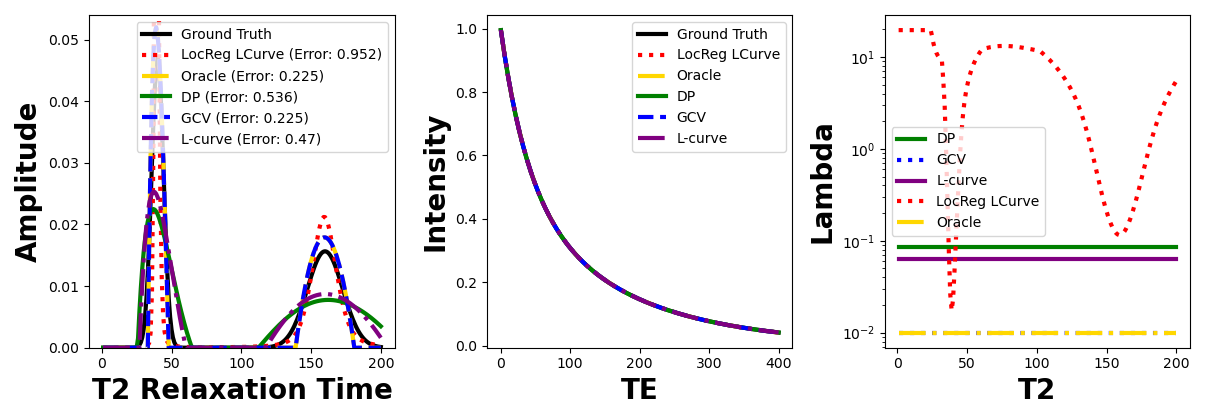 Amplitude
0.05
0.04
0.03
0.02
0.01
0.00
Ground Truth
LocReg LCurve (Error: 0.952)
Oracle (Error: 0.225)
DP (Error: 0.536)
GCV (Error: 0.225)
L-curve (Error: 0.47)
0 50 100 150 200
T2 Relaxation Time
Intensity
1.0
0.8
0.6
0.4
0.2
0.0
Ground Truth
LocReg LCurve
Oracle
DP
GCV
L-curve
0 100 200 300 400
TE
Lambda
10¹
10⁰
10⁻¹
10⁻²
DP
GCV
L-curve
LocReg LCurve
Oracle
0 50 100 150 200
T2